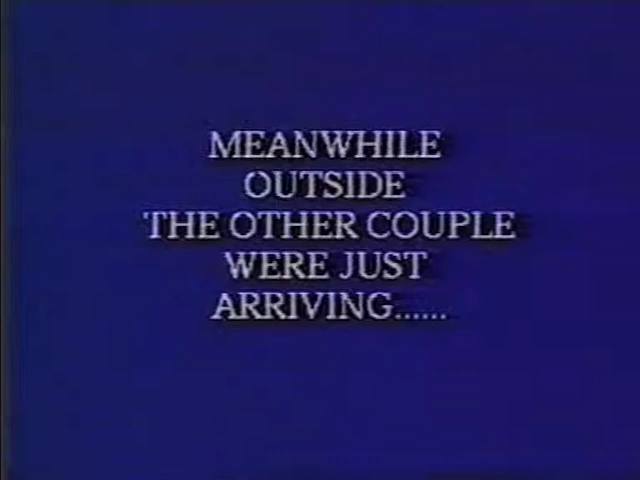 MEANWHILE
OUTSIDE
THE OTHER COUPLE
WERE JUST
ARRIVING......